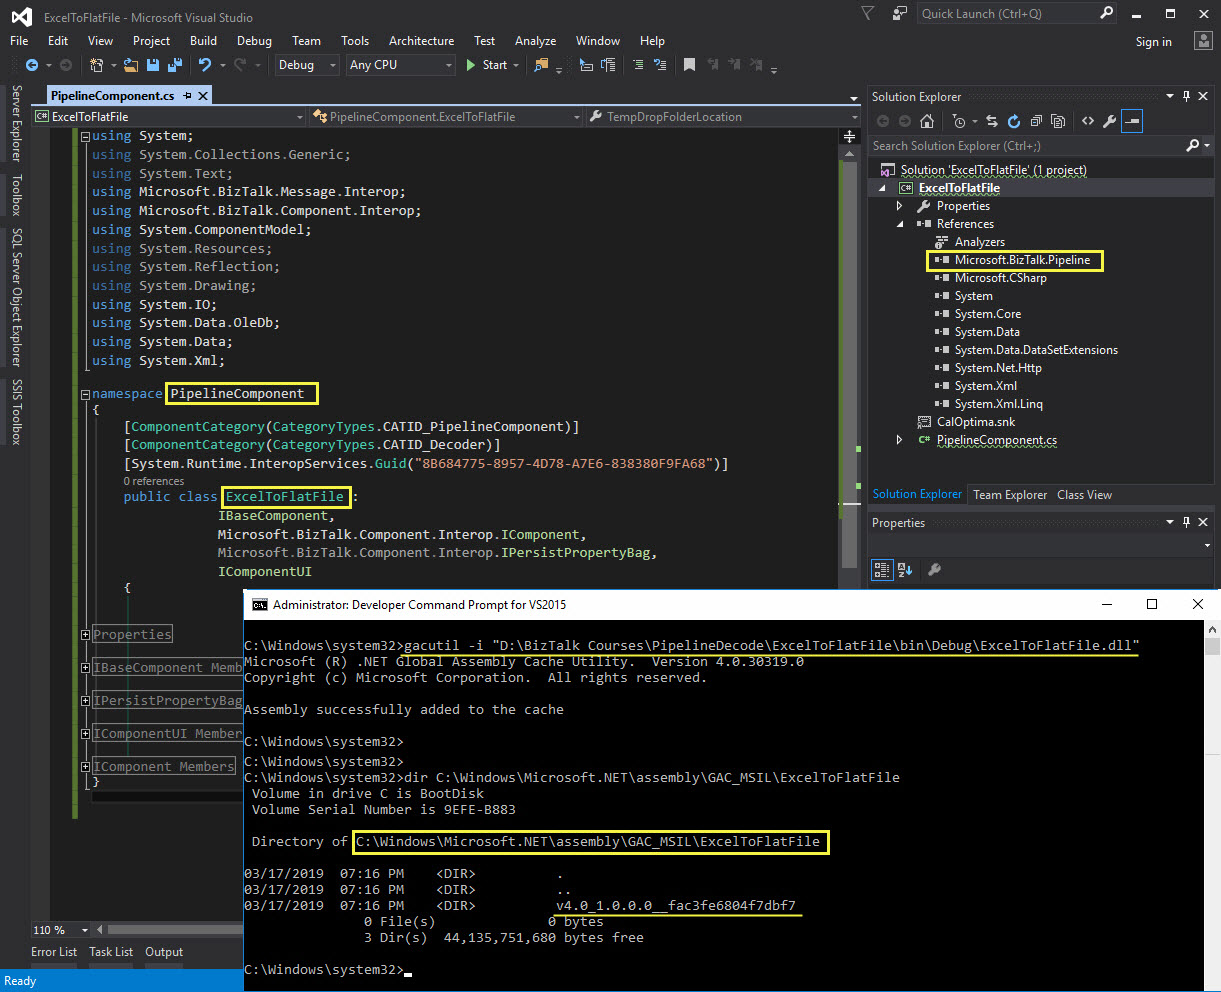 ExcelToFlatFile - Microsoft Visual Studio
Quick Launch (Ctrl+Q)
File Edit View Project Build Debug Team Tools Architecture Test Analyze Window Help
Sign in
Debug Any CPU Start
Server Explorer
Toolbox
SQL Server Object Explorer
SSIS Toolbox
PipelineComponent.cs
C# ExcelToFlatFile PipelineComponent.ExcelToFlatFile TempDropFolderLocation
using System;
using System.Collections.Generic;
using System.Text;
using Microsoft.BizTalk.Message.Interop;
using Microsoft.BizTalk.Component.Interop;
using System.ComponentModel;
using System.Resources;
using System.Reflection;
using System.Drawing;
using System.IO;
using System.Data.OleDb;
using System.Data;
using System.Xml;
namespace PipelineComponent
{
[ComponentCategory(CategoryTypes.CATID_PipelineComponent)]
[ComponentCategory(CategoryTypes.CATID_Decoder)]
[System.Runtime.InteropServices.Guid("8B684775-8957-4D78-A7E6-838380F9FA68")]
0 references
public class ExcelToFlatFile :
IBaseComponent,
Microsoft.BizTalk.Component.Interop.IComponent,
Microsoft.BizTalk.Component.Interop.IPersistPropertyBag,
IComponentUI
{
Properties
IBaseComponent Memb
IPersistPropertyBag
IComponentUI Member
IComponent Members
}
110 %
Error List Task List Output
Ready
Solution Explorer
Search Solution Explorer (Ctrl+;)
Solution 'ExcelToFlatFile' (1 project)
C# ExcelToFlatFile
Properties
References
Analyzers
Microsoft.BizTalk.Pipeline
Microsoft.CSharp
System
System.Core
System.Data
System.Data.DataSetExtensions
System.Net.Http
System.Xml
System.Xml.Linq
CalOptima.snk
C# PipelineComponent.cs
Solution Explorer Team Explorer Class View
Properties
Administrator: Developer Command Prompt for VS2015
C:\Windows\system32>gacutil -i "D:\BizTalk Courses\PipelineDecode\ExcelToFlatFile\bin\Debug\ExcelToFlatFile.dll"
Microsoft (R) .NET Global Assembly Cache Utility.  Version 4.0.30319.0
Copyright (c) Microsoft Corporation.  All rights reserved.
Assembly successfully added to the cache
C:\Windows\system32>
C:\Windows\system32>
C:\Windows\system32>dir C:\Windows\Microsoft.NET\assembly\GAC_MSIL\ExcelToFlatFile
Volume in drive C is BootDisk
Volume Serial Number is 9EFE-B883
Directory of C:\Windows\Microsoft.NET\assembly\GAC_MSIL\ExcelToFlatFile
03/17/2019  07:16 PM    <DIR>          .
03/17/2019  07:16 PM    <DIR>          ..
03/17/2019  07:16 PM    <DIR>          v4.0_1.0.0.0__fac3fe6804f7dbf7
0 File(s)              0 bytes
3 Dir(s)  44,135,751,680 bytes free
C:\Windows\system32>